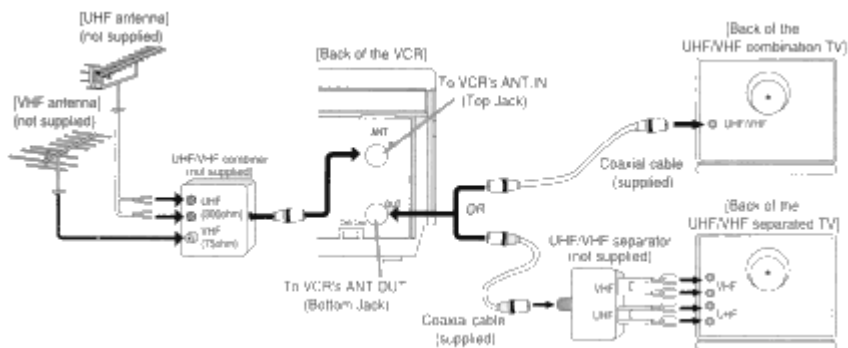 [UHF antenna]
(not supplied)
[VHF antenna]
(not supplied)
UHF/VHF combiner
(not supplied)
UHF
(300ohm)
VHF
(75ohm)
[Back of the VCR]
To VCR's ANT.IN
(Top Jack)
ANT
OUT
To VCR's ANT OUT
(Bottom Jack)
OR
Coaxial cable
(supplied)
[Back of the
UHF/VHF combination TV]
UHF/VHF
Coaxial cable
(supplied)
UHF/VHF separator
(not supplied)
VHF
UHF
[Back of the
UHF/VHF separated TV]
VHF
UHF